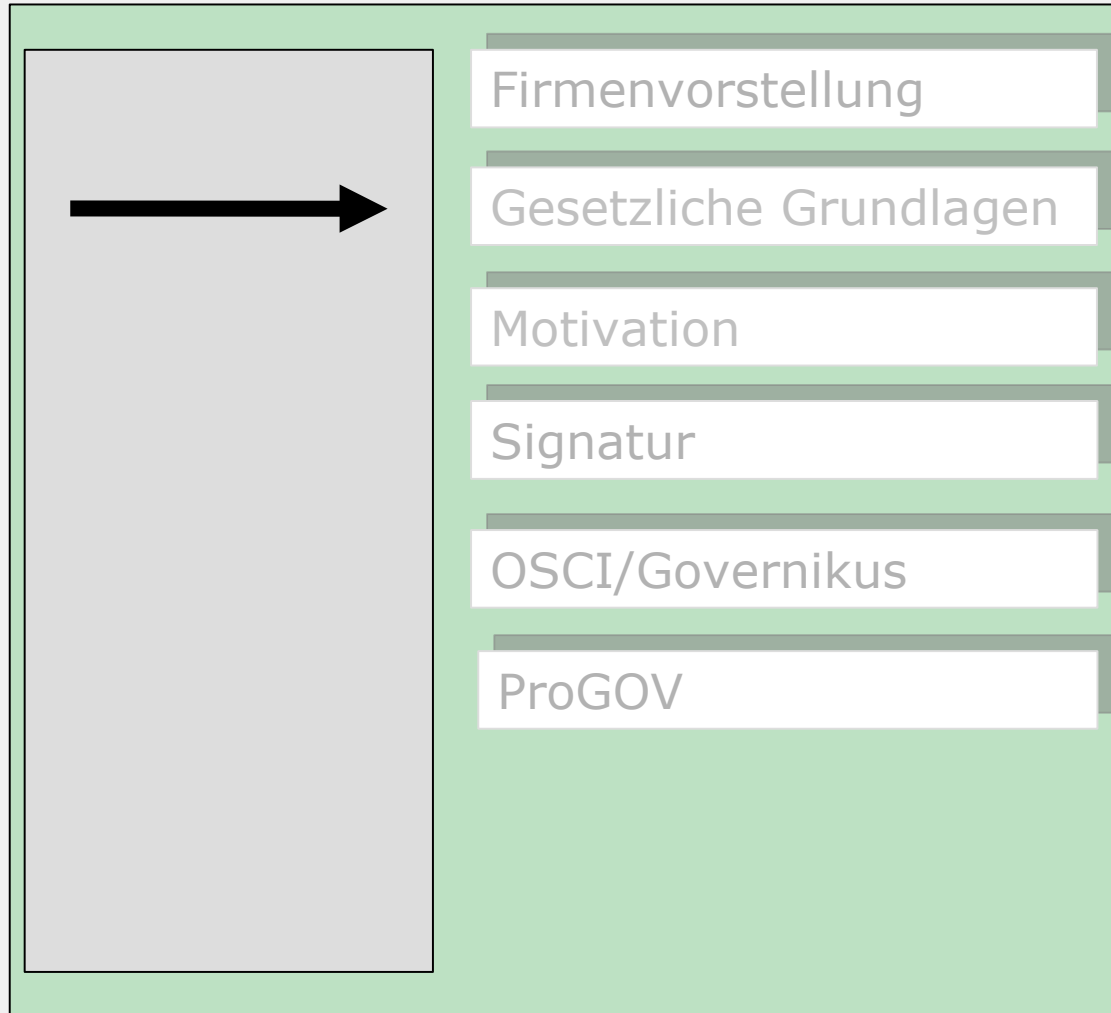 Firmenvorstellung
Gesetzliche Grundlagen
Motivation
Signatur
OSCI/Governikus
ProGOV